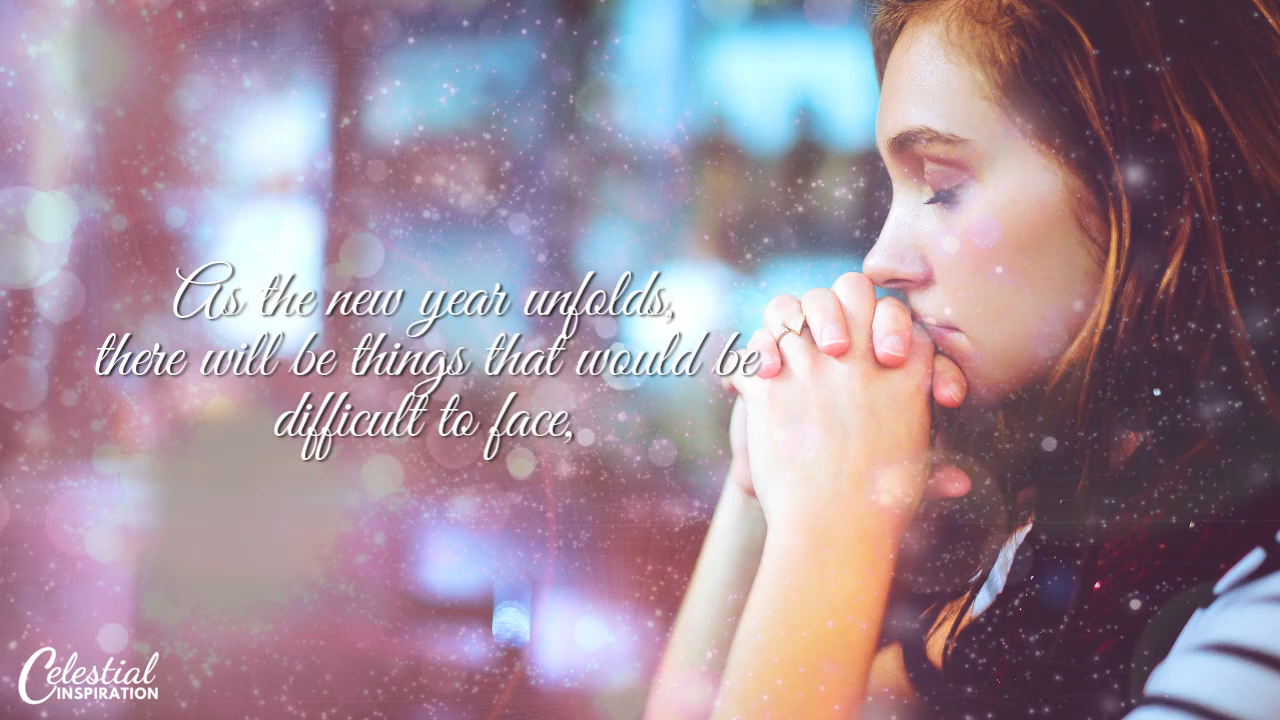 As the new year unfolds,
there will be things that would be
difficult to face,
Celestial
INSPIRATION